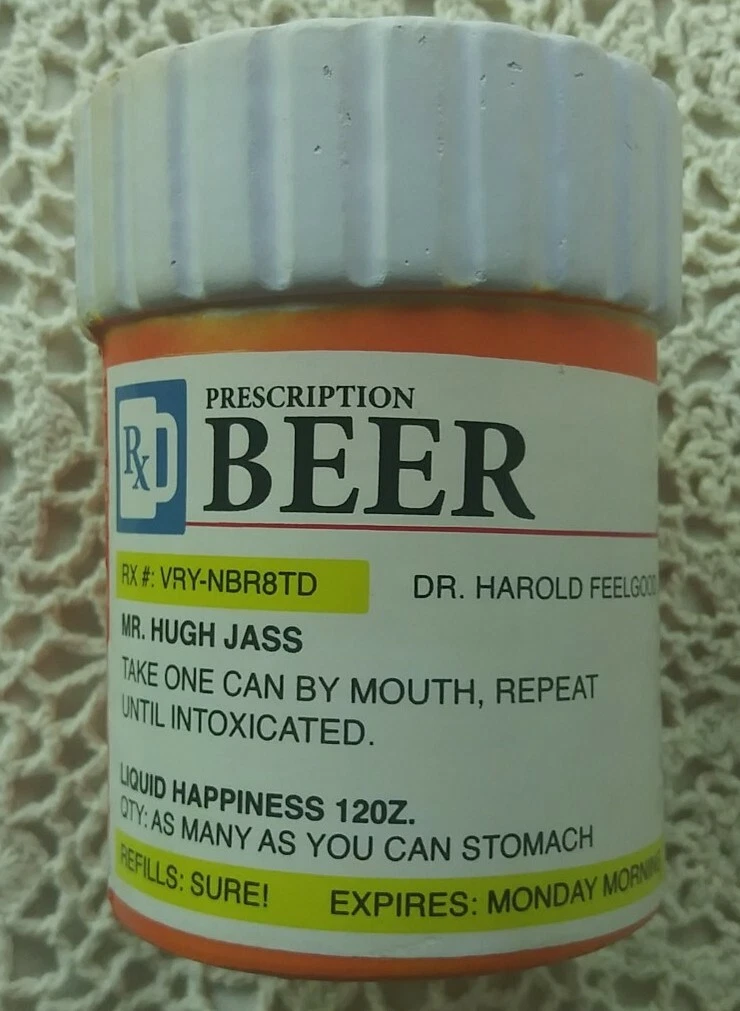 Rx
PRESCRIPTION
BEER
RX #: VRY-NBR8TD
DR. HAROLD FEELGOOD
MR. HUGH JASS
TAKE ONE CAN BY MOUTH, REPEAT
UNTIL INTOXICATED.
LIQUID HAPPINESS 12OZ.
QTY: AS MANY AS YOU CAN STOMACH
REFILLS: SURE!
EXPIRES: MONDAY MORNIN